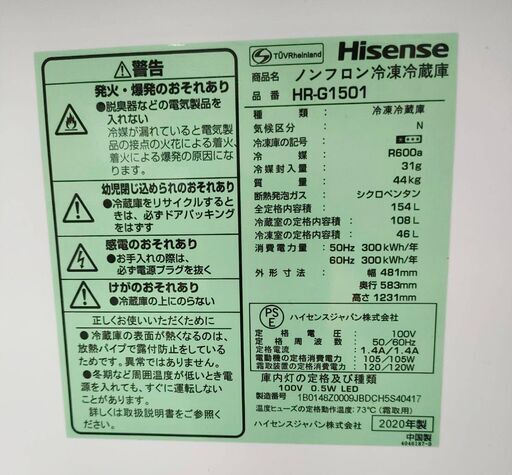 ⚠警告
発火・爆発のおそれあり
●脱臭器などの電気製品を
入れない
冷媒が漏れていると電気製
品の接点の火花で着火し、
着火による爆発の原因にな
ります。
幼児閉じ込められのおそれあり
●冷蔵庫をリサイクルすると
きは、必ずドアパッキング
をはずす
感電のおそれあり
●お手入れの際は、
必ず電源プラグを抜く
けがのおそれあり
●冷蔵庫の上にのらない
正しくお使いいただくために
●冷蔵庫の表面が熱くなるのは、
放熱パイプで露付防止をしている
ためです。異常ではありません。
●冬期など周囲温度が低いとき電
源を入れても、すぐに運転しない
ことがあります。
詳しくは取扱説明書をごらんくだ
さい。
TÜVRheinland
Hisense
商品名 ノンフロン冷凍冷蔵庫
品番 HR-G1501
種類 : 冷凍冷蔵庫
気候区分 : N
冷凍庫の記号 :
冷媒 : R600a
冷媒封入量 : 31g
質量 : 44kg
断熱発泡ガス : シクロペンタン
全定格内容積 : 154 L
冷蔵室の定格内容積 : 108 L
冷凍室の定格内容積 : 46 L
消費電力量 : 50Hz 300 kWh/年
60Hz 300 kWh/年
外形寸法 : 幅 481mm
奥行 583mm
高さ 1231mm
PS
E
ハイセンスジャパン株式会社
定格電圧 : 100V
定格周波数 : 50/60Hz
定格電流 : 1.4A/1.4A
電動機の定格消費電力 : 105/105W
霜取装置の定格消費電力 : 120/120W
庫内灯の定格及び種類
100V 0.5W LED
製造番号 1B0148Z0009JBDCH5S40417
温度ヒューズの定格動作温度: 73℃ (霜取用)
ハイセンスジャパン株式会社
2020年製
中国製